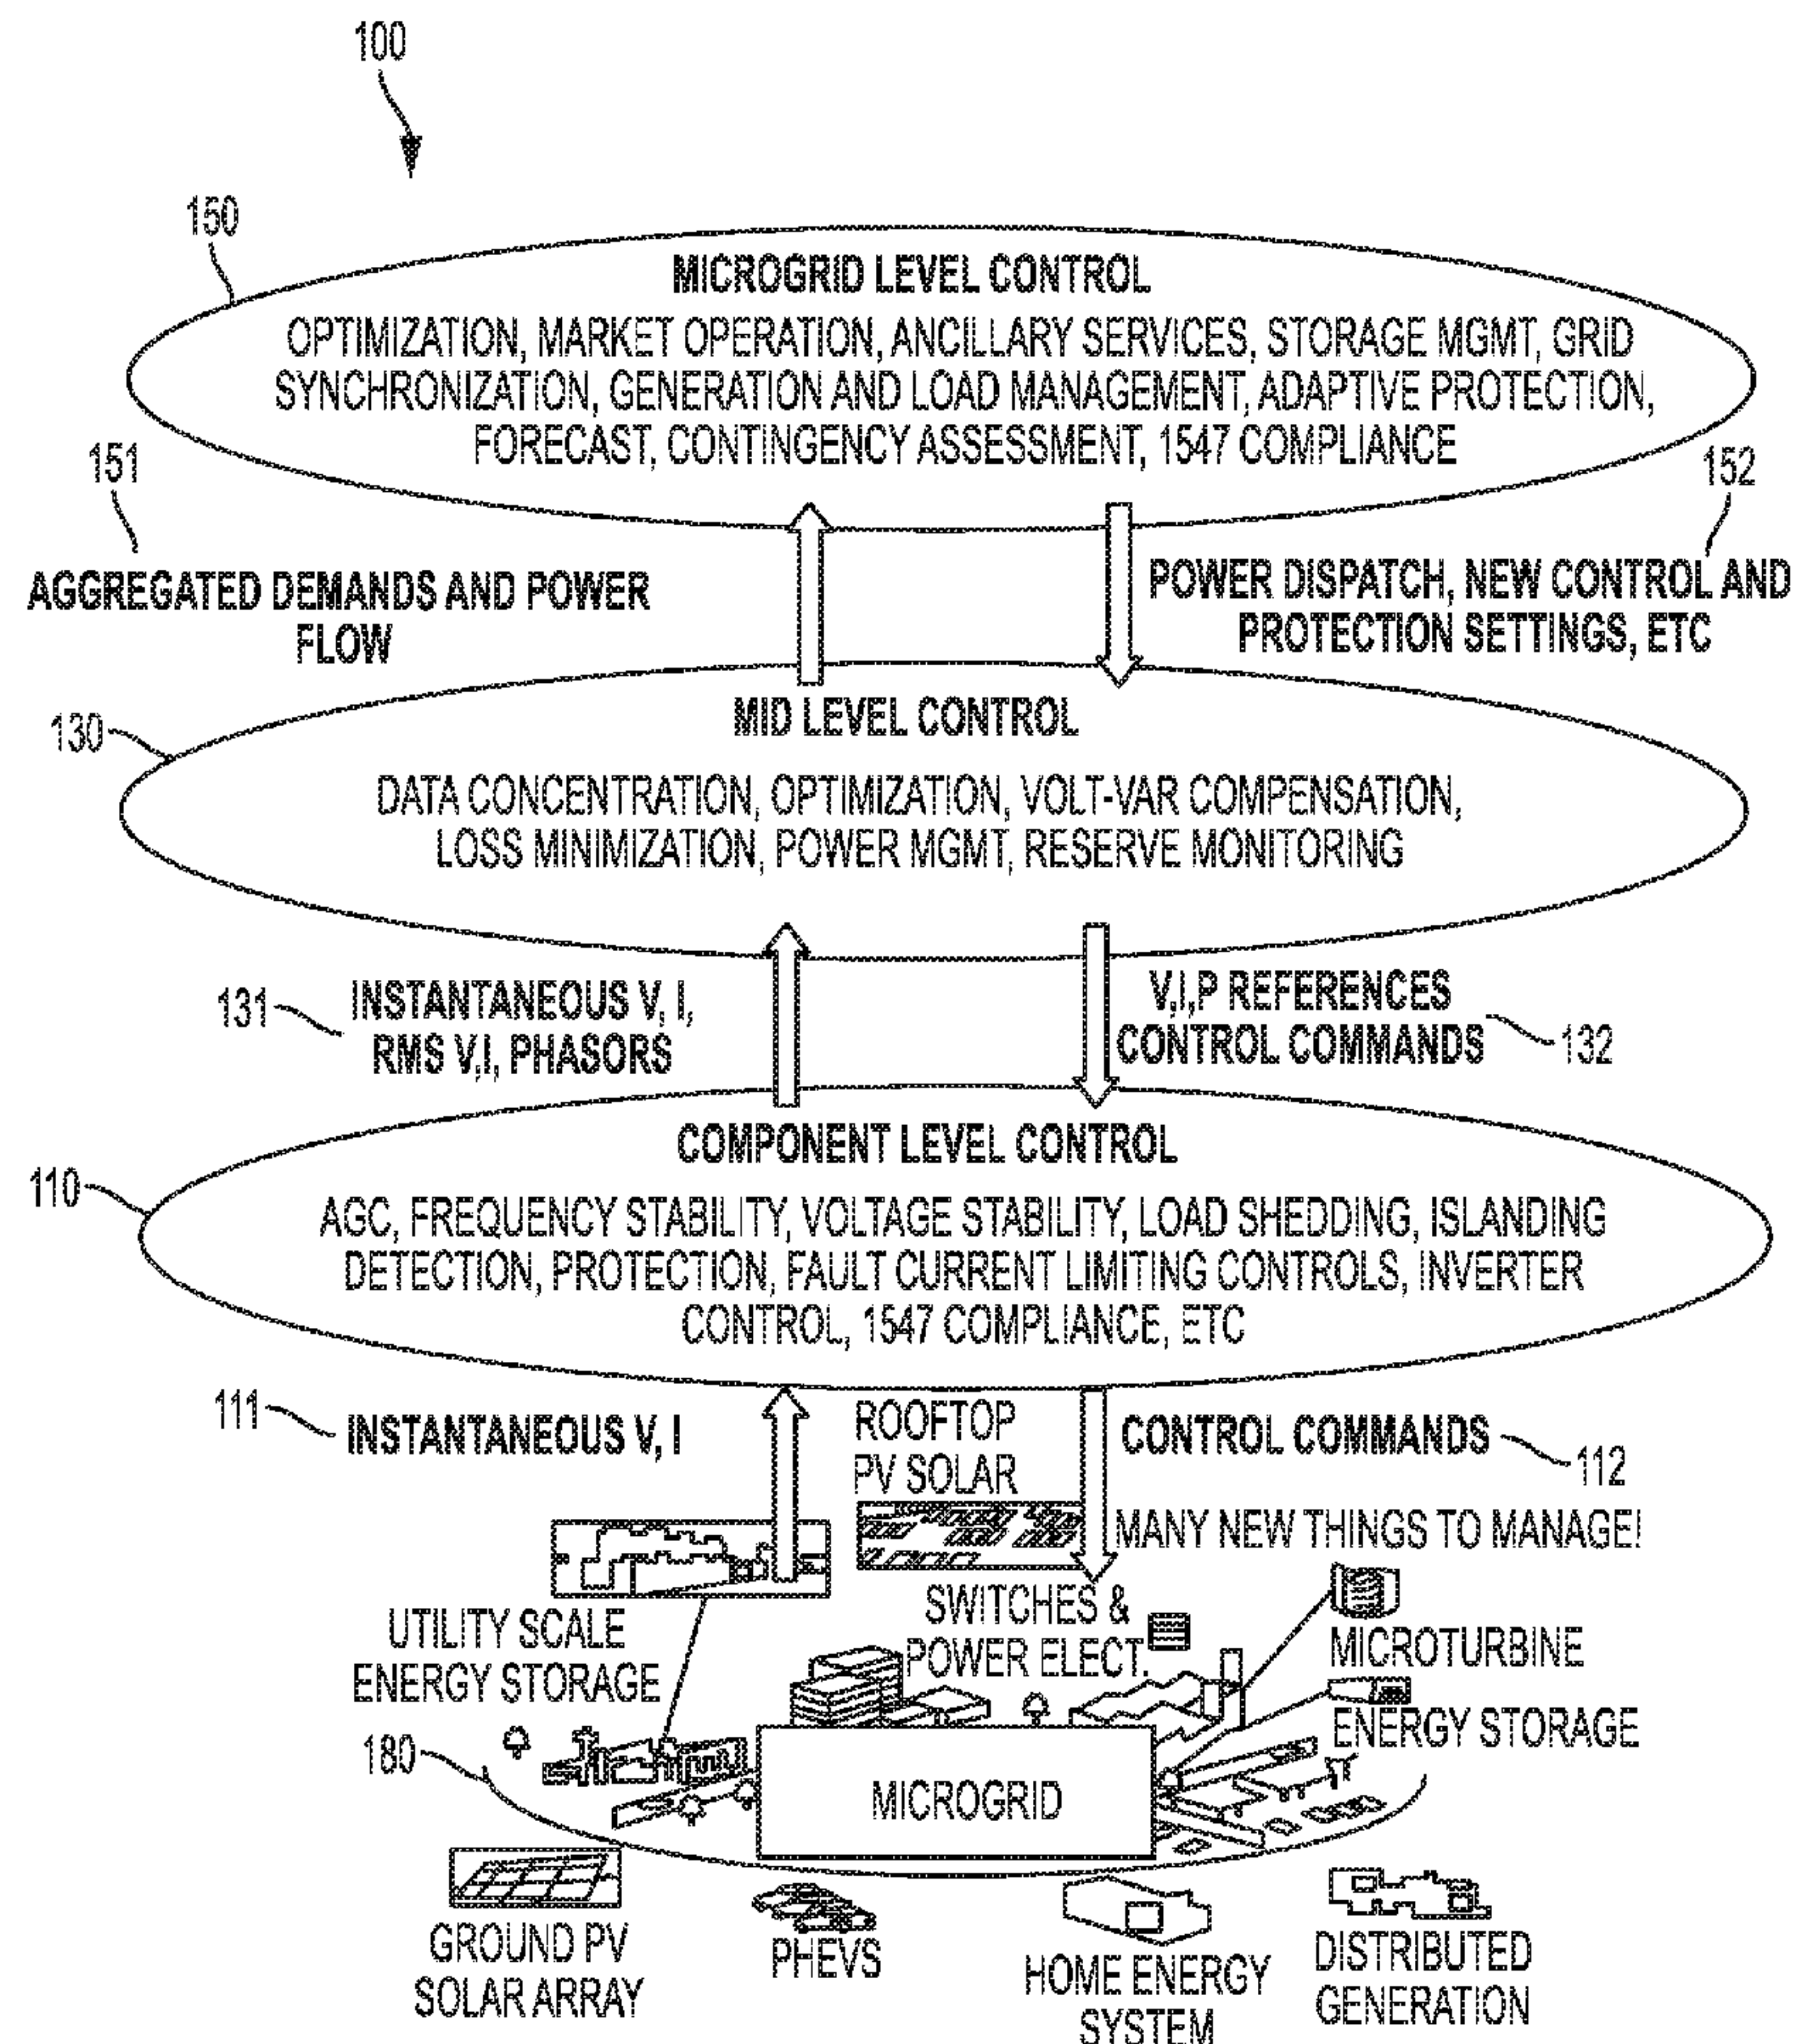 100
150
MICROGRID LEVEL CONTROL
OPTIMIZATION, MARKET OPERATION, ANCILLARY SERVICES, STORAGE MGMT, GRID
SYNCHRONIZATION, GENERATION AND LOAD MANAGEMENT, ADAPTIVE PROTECTION,
FORECAST, CONTINGENCY ASSESSMENT, 1547 COMPLIANCE
151
152
AGGREGATED DEMANDS AND POWER
FLOW
POWER DISPATCH, NEW CONTROL AND
PROTECTION SETTINGS, ETC
130
MID LEVEL CONTROL
DATA CONCENTRATION, OPTIMIZATION, VOLT-VAR COMPENSATION,
LOSS MINIMIZATION, POWER MGMT, RESERVE MONITORING
131
INSTANTANEOUS V, I,
RMS V,I, PHASORS
V,I,P REFERENCES
CONTROL COMMANDS
132
COMPONENT LEVEL CONTROL
110
AGC, FREQUENCY STABILITY, VOLTAGE STABILITY, LOAD SHEDDING, ISLANDING
DETECTION, PROTECTION, FAULT CURRENT LIMITING CONTROLS, INVERTER
CONTROL, 1547 COMPLIANCE, ETC
111
INSTANTANEOUS V, I
ROOFTOP
PV SOLAR
CONTROL COMMANDS
112
MANY NEW THINGS TO MANAGE!
UTILITY SCALE
ENERGY STORAGE
SWITCHES &
POWER ELECT.
MICROTURBINE
ENERGY STORAGE
180
MICROGRID
GROUND PV
SOLAR ARRAY
PHEVS
HOME ENERGY
SYSTEM
DISTRIBUTED
GENERATION